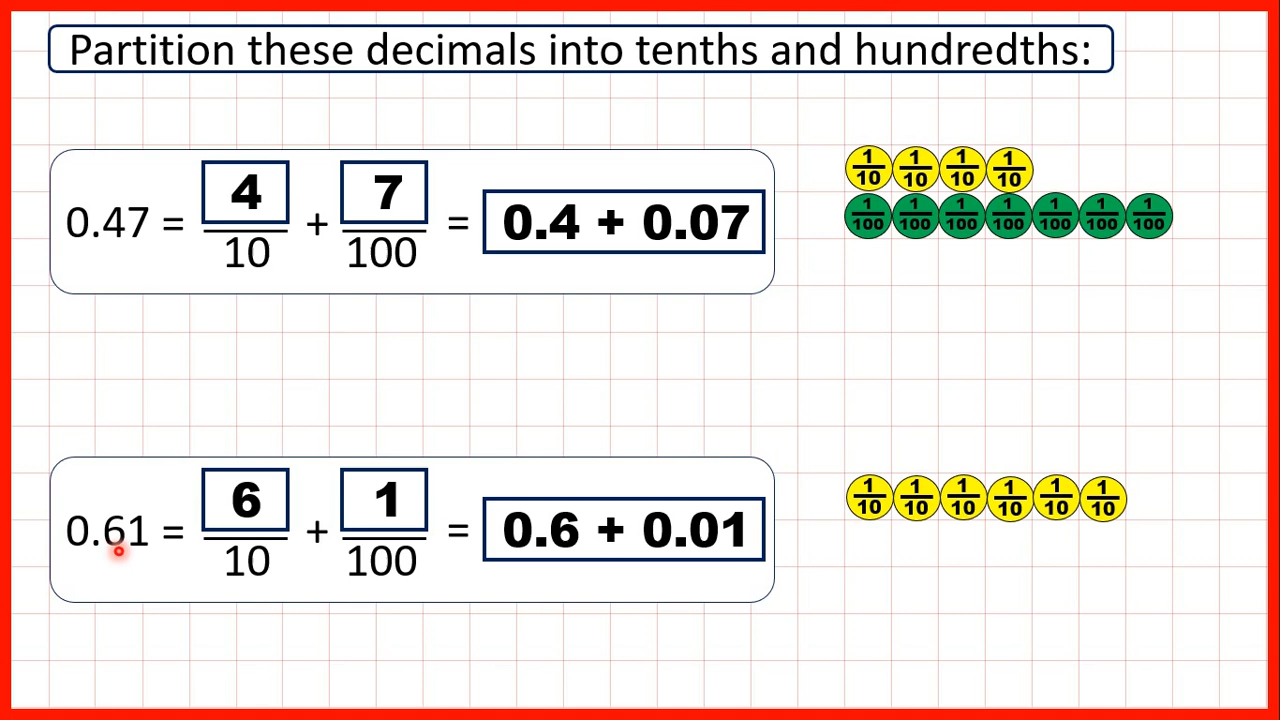 Partition these decimals into tenths and hundredths:
0.47 = 4/10 + 7/100 = 0.4 + 0.07
1/10 1/10 1/10 1/10
1/100 1/100 1/100 1/100 1/100 1/100 1/100
0.61 = 6/10 + 1/100 = 0.6 + 0.01
1/10 1/10 1/10 1/10 1/10 1/10